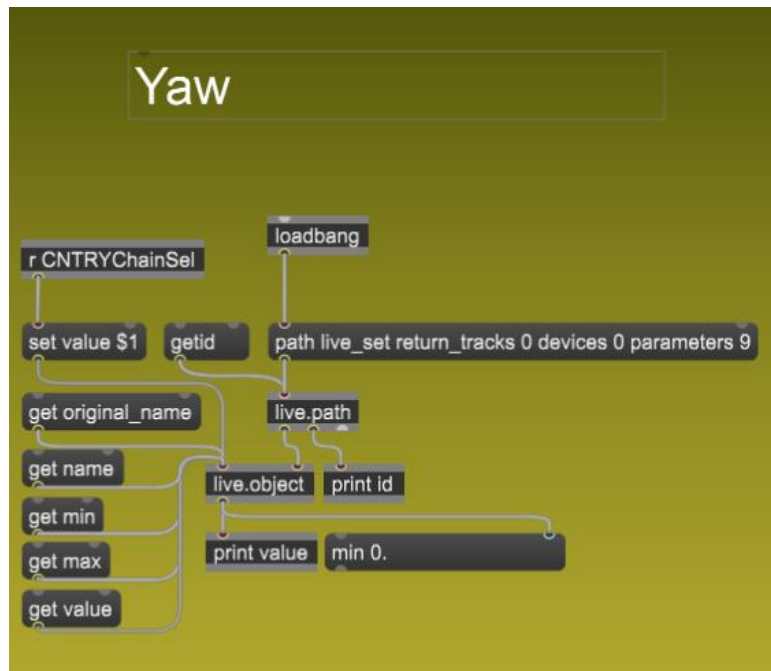 Yaw
loadbang
r CNTRYChainSel
set value $1
getid
path live_set return_tracks 0 devices 0 parameters 9
get original_name
live.path
get name
live.object
print id
get min
print value
min 0.
get max
get value